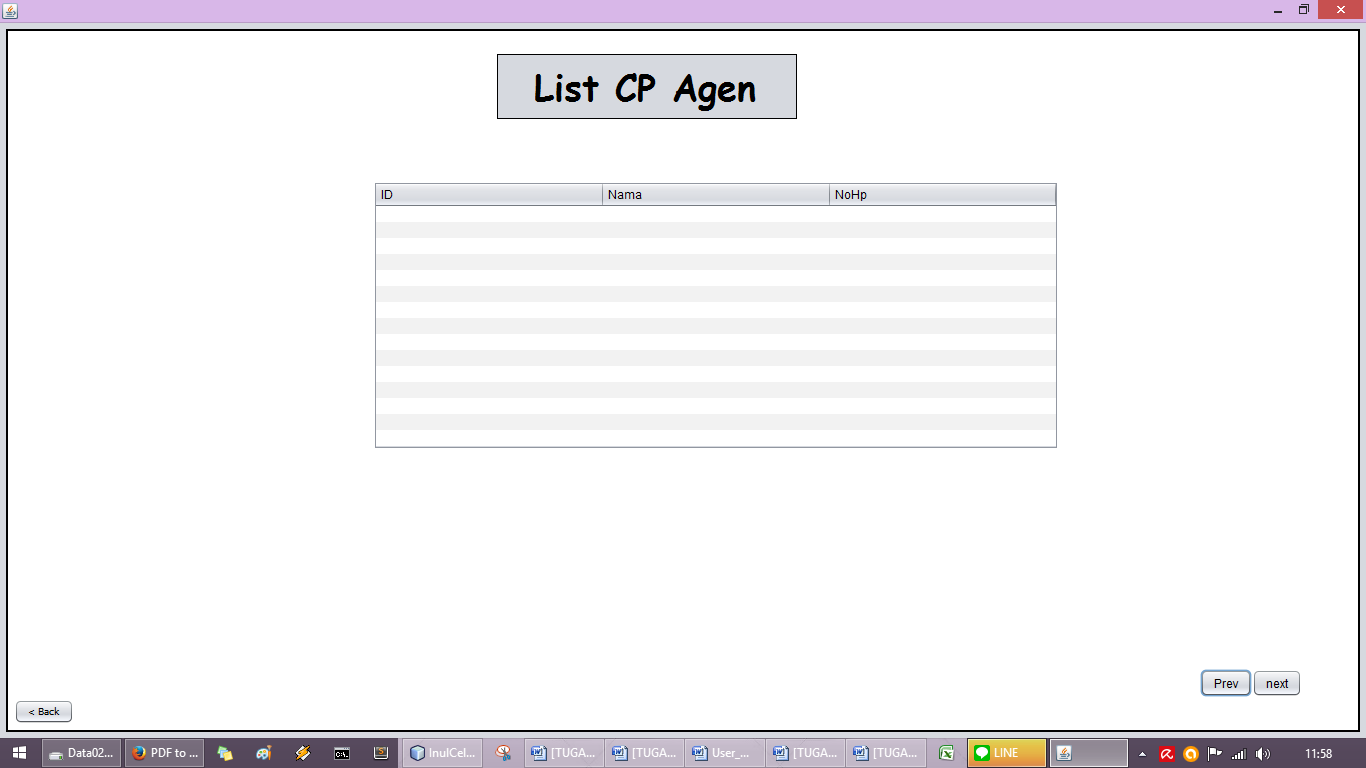 List CP Agen
ID Nama NoHp
Prev next
< Back
Data02... PDF to ... C:\_ S InulCel... [TUGA... [TUGA... User_... [TUGA... [TUGA... LINE 11:58